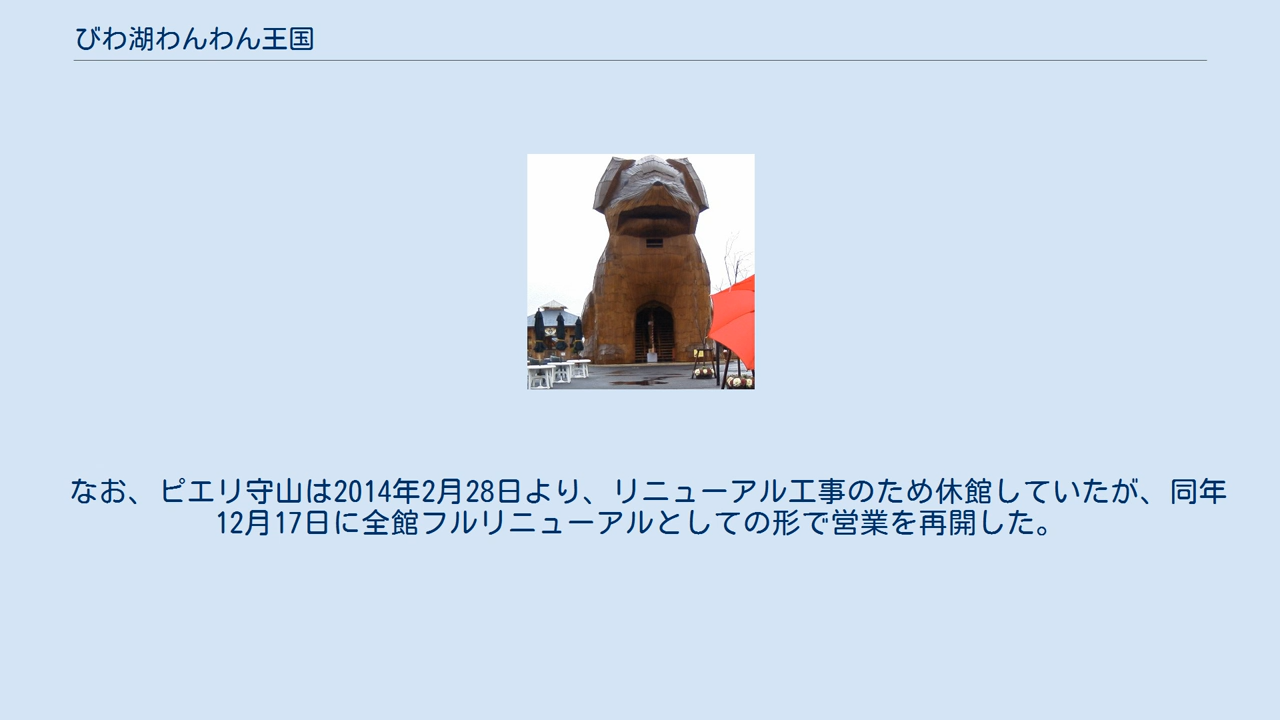 びわ湖わんわん王国
なお、ピエリ守山は2014年2月28日より、リニューアル工事のため休館していたが、同年
12月17日に全館フルリニューアルとしての形で営業を再開した。